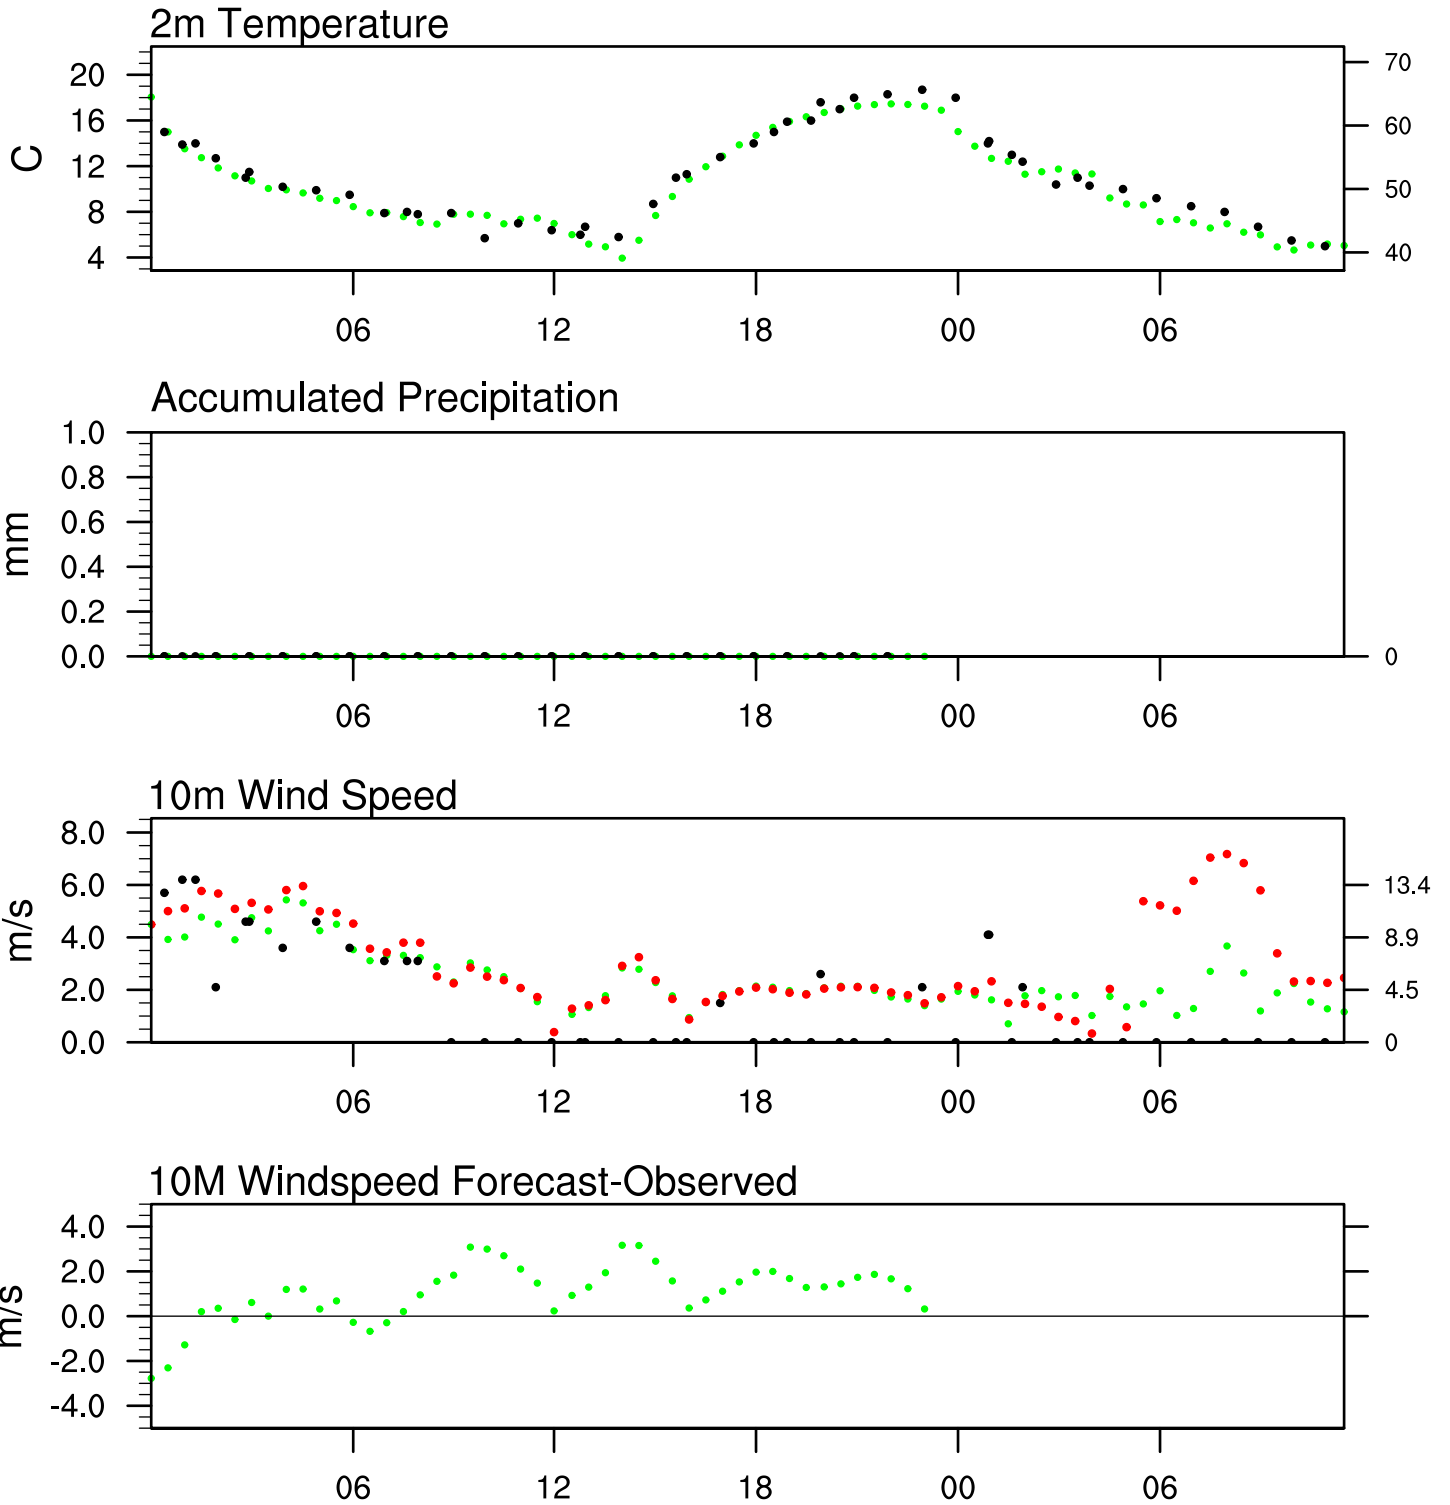 2m Temperature
20
16
12
8
4
C
70
60
50
40
06 12 18 00 06
Accumulated Precipitation
1.0
0.8
0.6
0.4
0.2
0.0
mm
0
06 12 18 00 06
10m Wind Speed
8.0
6.0
4.0
2.0
0.0
m/s
13.4
8.9
4.5
0
06 12 18 00 06
10M Windspeed Forecast-Observed
4.0
2.0
0.0
-2.0
-4.0
m/s
06 12 18 00 06